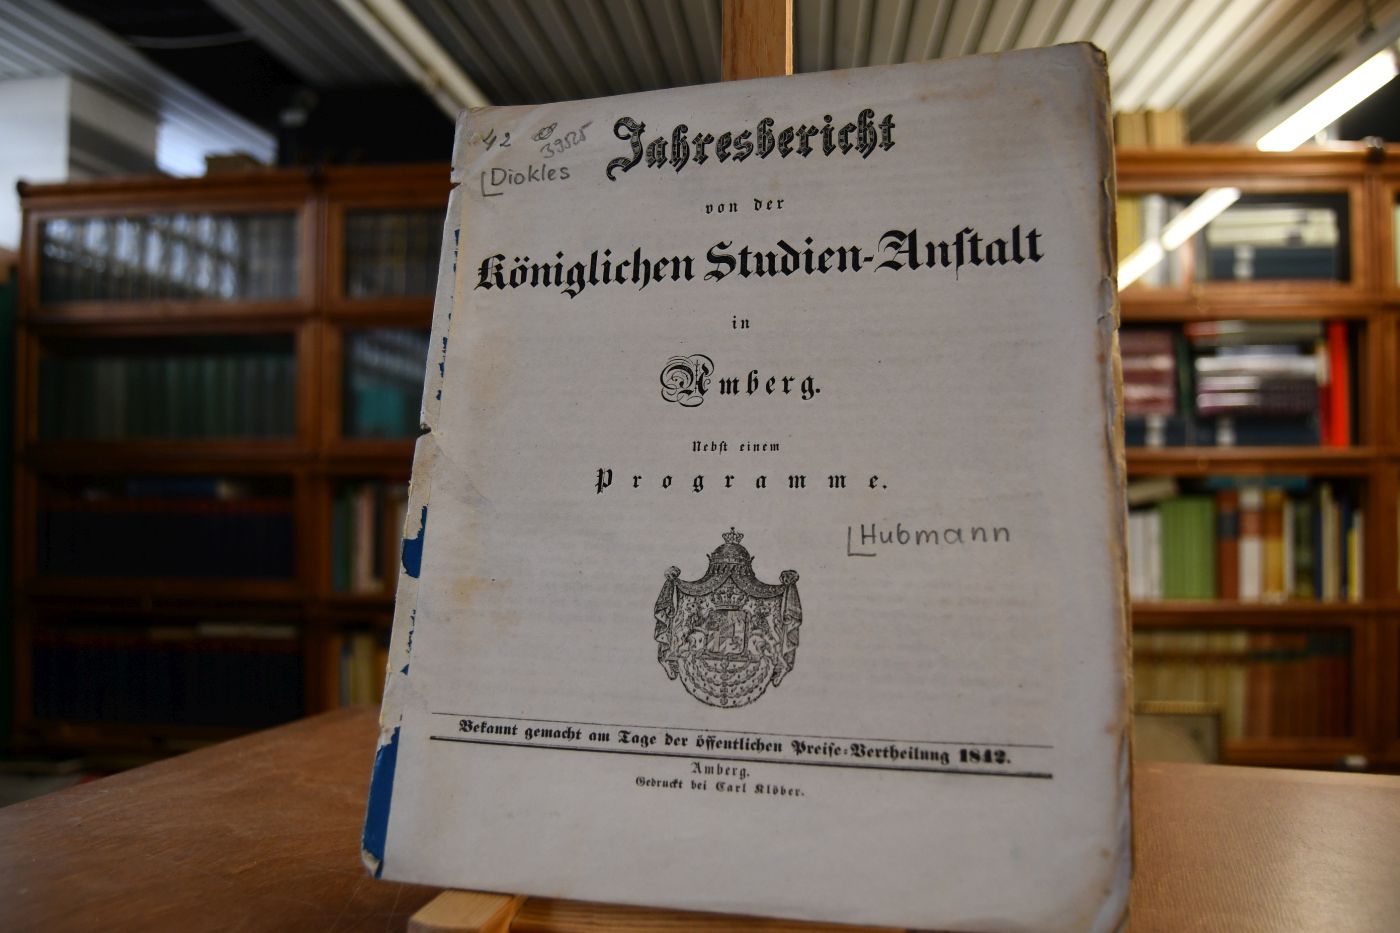 42
39525
[Diokles
Jahresbericht
von der
Königlichen Studien-Anstalt
in
Amberg.
Nebst einem
Programme.
[Hubmann
Bekannt gemacht am Tage der öffentlichen Preise-Vertheilung 1842.
Amberg.
Gedruckt bei Carl Klöber.